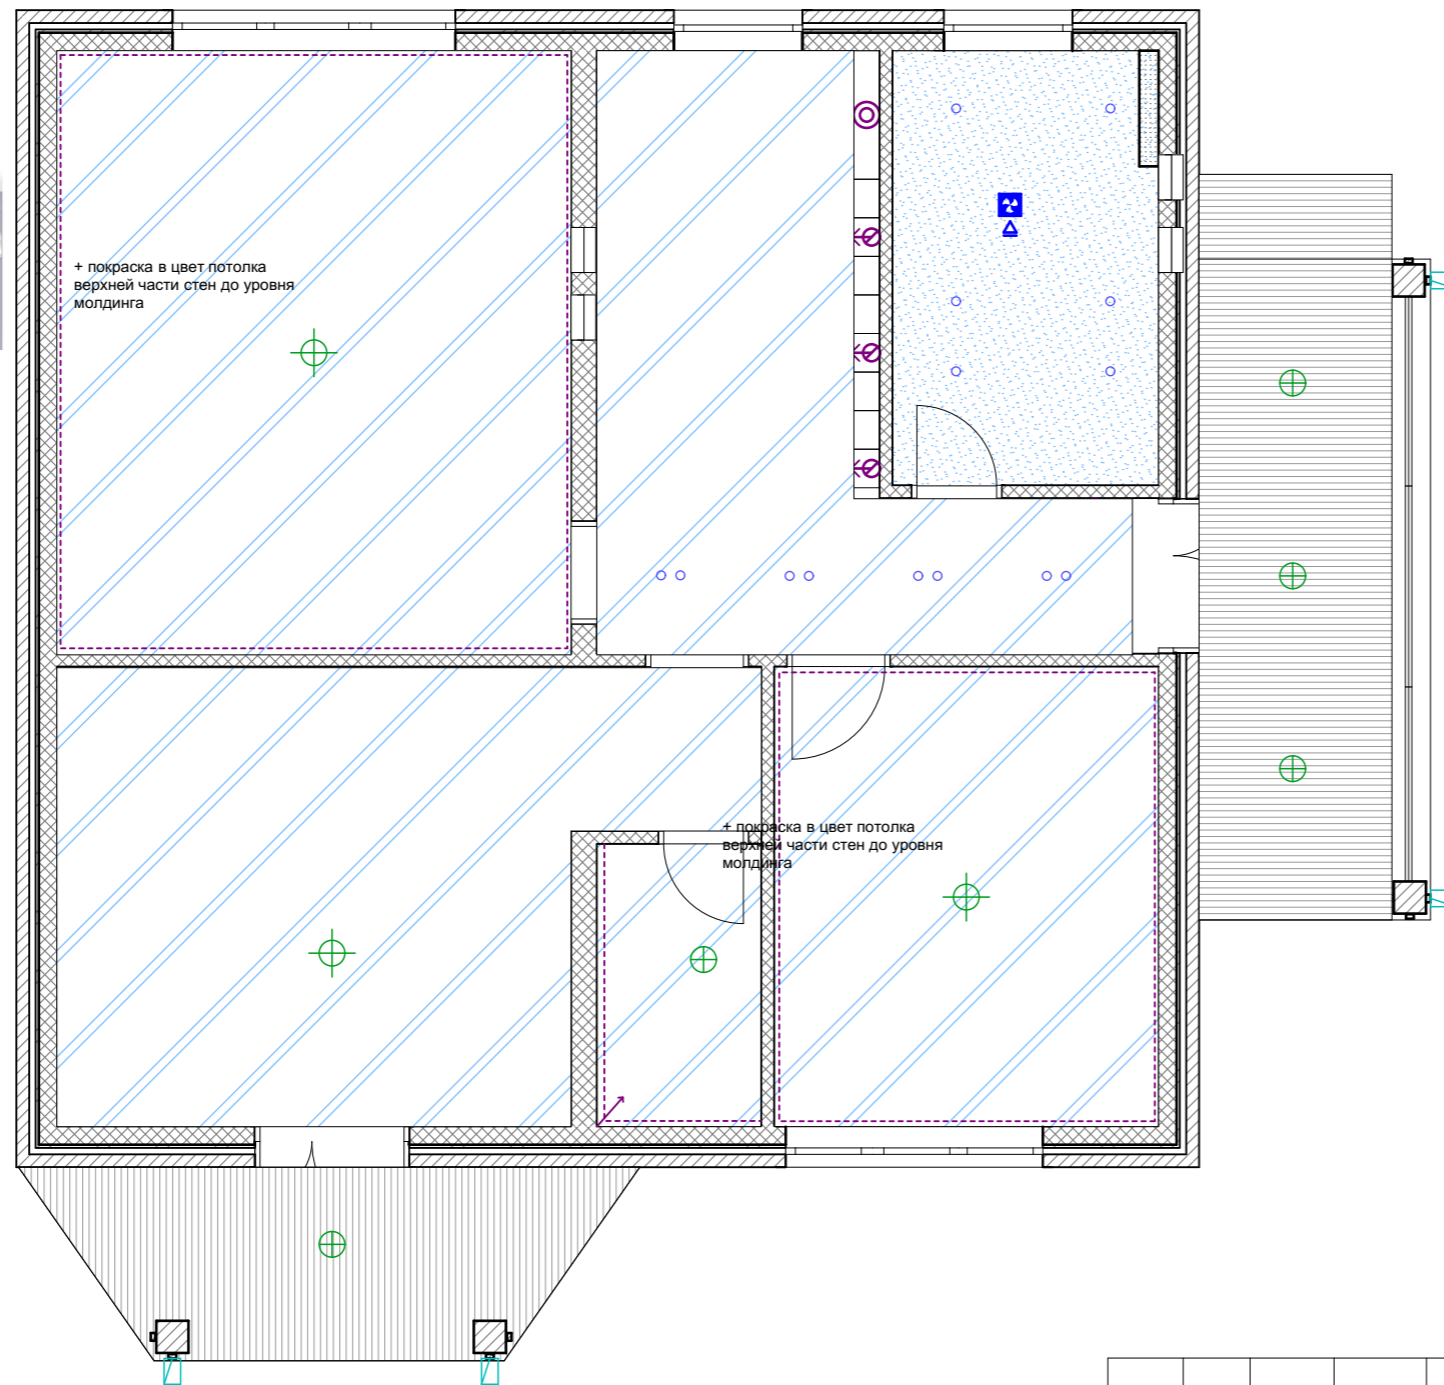 + покраска в цвет потолка
верхней части стен до уровня
молдинга
+ покраска в цвет потолка
верхней части стен до уровня
молдинга